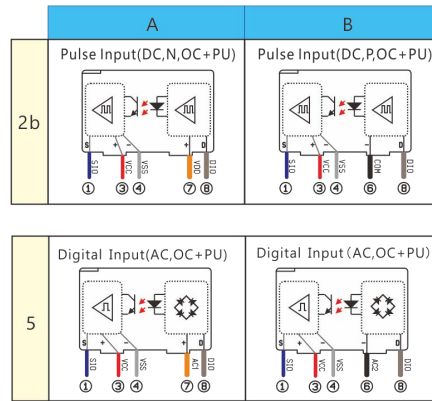 A B
2b
Pulse Input(DC,N,OC+PU) Pulse Input(DC,P,OC+PU)
S + - + D S + - - D
SIO VCC VSS VDD DIO SIO VCC VSS COM DIO
① ③ ④ ⑦ ⑧ ① ③ ④ ⑥ ⑧
5
Digital Input(AC,OC+PU) Digital Input(AC,OC+PU)
S + - + D S + - - D
SIO VCC VSS AC1 DIO SIO VCC VSS AC2 DIO
① ③ ④ ⑦ ⑧ ① ③ ④ ⑥ ⑧